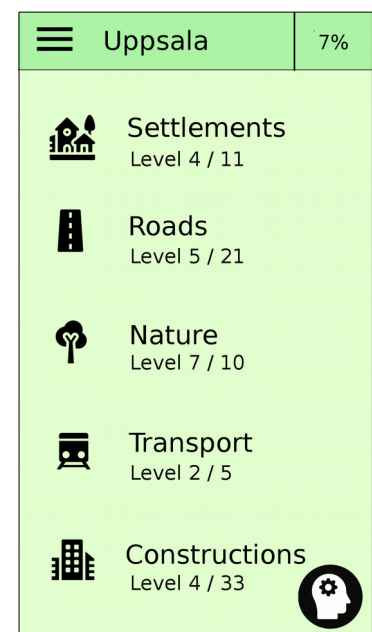 Uppsala
7%
Settlements
Level 4 / 11
Roads
Level 5 / 21
Nature
Level 7 / 10
Transport
Level 2 / 5
Constructions
Level 4 / 33